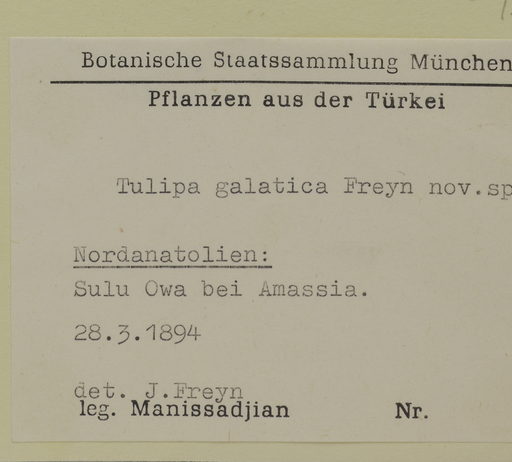 Botanische Staatssammlung München
Pflanzen aus der Türkei
Tulipa galatica Freyn nov.sp
Nordanatolien:
Sulu Owa bei Amassia.
28.3.1894
det. J.Freyn
leg. Manissadjian Nr.